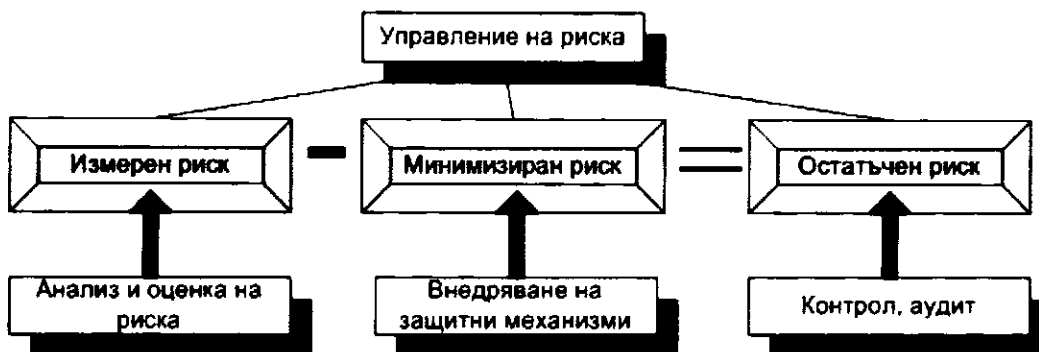 Управление на риска
Измерен риск
Минимизиран риск
Остатъчен риск
Анализ и оценка на
риска
Внедряване на
защитни механизми
Контрол, аудит